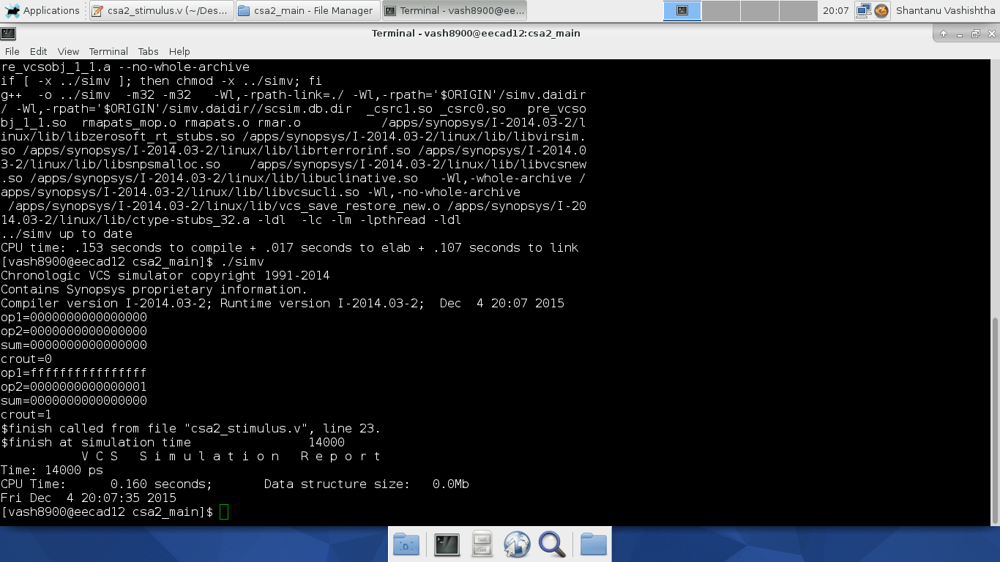 Applications csa2_stimulus.v (~/Des... csa2_main - File Manager Terminal - vash8900@ee... 20:07 Shantanu Vashishtha
Terminal - vash8900@eecad12:csa2_main
File Edit View Terminal Tabs Help
re_vcsobj_1_1.a --no-whole-archive
if [ -x ../simv ]; then chmod -x ../simv; fi
g++  -o ../simv  -m32 -m32   -Wl,-rpath-link=./ -Wl,-rpath='$ORIGIN'/simv.daidir
/ -Wl,-rpath='$ORIGIN'/simv.daidir//scsim.db.dir  _csrc1.so _csrc0.so   pre_vcso
bj_1_1.so  rmapats_mop.o rmapats.o rmar.o           /apps/synopsys/I-2014.03-2/l
inux/lib/libzerosoft_rt_stubs.so /apps/synopsys/I-2014.03-2/linux/lib/libvirsim.
so /apps/synopsys/I-2014.03-2/linux/lib/librterrorinf.so /apps/synopsys/I-2014.0
3-2/linux/lib/libsnpsmalloc.so    /apps/synopsys/I-2014.03-2/linux/lib/libvcsnew
.so /apps/synopsys/I-2014.03-2/linux/lib/libuclinative.so   -Wl,-whole-archive /
apps/synopsys/I-2014.03-2/linux/lib/libvcsucli.so -Wl,-no-whole-archive
 /apps/synopsys/I-2014.03-2/linux/lib/vcs_save_restore_new.o /apps/synopsys/I-20
14.03-2/linux/lib/ctype-stubs_32.a -ldl  -lc -lm -lpthread -ldl
../simv up to date
CPU time: .153 seconds to compile + .017 seconds to elab + .107 seconds to link
[vash8900@eecad12 csa2_main]$ ./simv
Chronologic VCS simulator copyright 1991-2014
Contains Synopsys proprietary information.
Compiler version I-2014.03-2; Runtime version I-2014.03-2;  Dec  4 20:07 2015
op1=0000000000000000
op2=0000000000000000
sum=0000000000000000
crout=0
op1=ffffffffffffffff
op2=0000000000000001
sum=0000000000000000
crout=1
$finish called from file "csa2_stimulus.v", line 23.
$finish at simulation time                14000
           V C S   S i m u l a t i o n   R e p o r t
Time: 14000 ps
CPU Time:      0.160 seconds;       Data structure size:   0.0Mb
Fri Dec  4 20:07:35 2015
[vash8900@eecad12 csa2_main]$